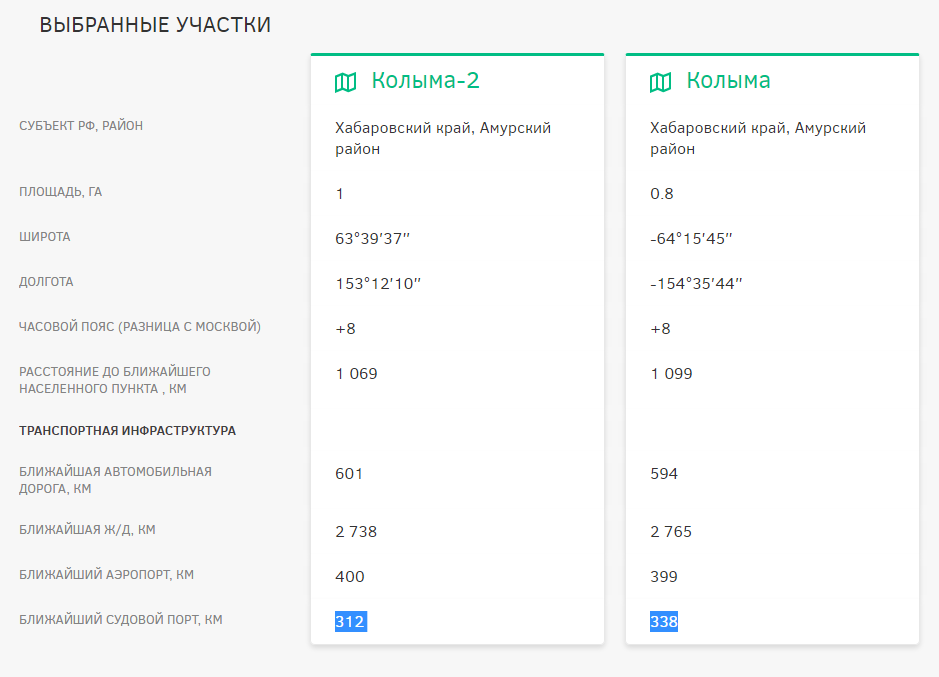 ВЫБРАННЫЕ УЧАСТКИ
Колыма-2
Колыма
СУБЪЕКТ РФ, РАЙОН
Хабаровский край, Амурский
район
Хабаровский край, Амурский
район
ПЛОЩАДЬ, ГА
1
0.8
ШИРОТА
63°39′37″
-64°15′45″
ДОЛГОТА
153°12′10″
-154°35′44″
ЧАСОВОЙ ПОЯС (РАЗНИЦА С МОСКВОЙ)
+8
+8
РАССТОЯНИЕ ДО БЛИЖАЙШЕГО
НАСЕЛЕННОГО ПУНКТА , КМ
1 069
1 099
ТРАНСПОРТНАЯ ИНФРАСТРУКТУРА
БЛИЖАЙШАЯ АВТОМОБИЛЬНАЯ
ДОРОГА, КМ
601
594
БЛИЖАЙШАЯ Ж/Д, КМ
2 738
2 765
БЛИЖАЙШИЙ АЭРОПОРТ, КМ
400
399
БЛИЖАЙШИЙ СУДОВОЙ ПОРТ, КМ
312
338